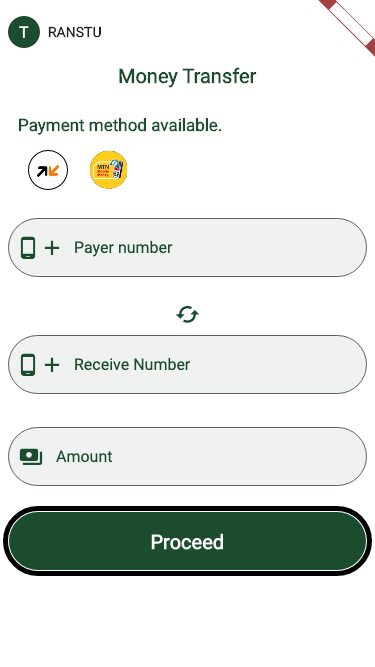 T RANSTU
Money Transfer
Payment method available.
MTN
Mobile
Money
Payer number
Receive Number
Amount
Proceed